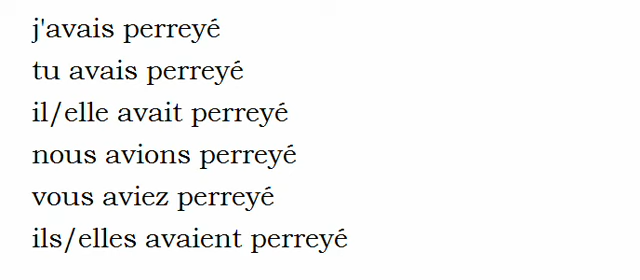 j'avais perreyé
tu avais perreyé
il/elle avait perreyé
nous avions perreyé
vous aviez perreyé
ils/elles avaient perreyé